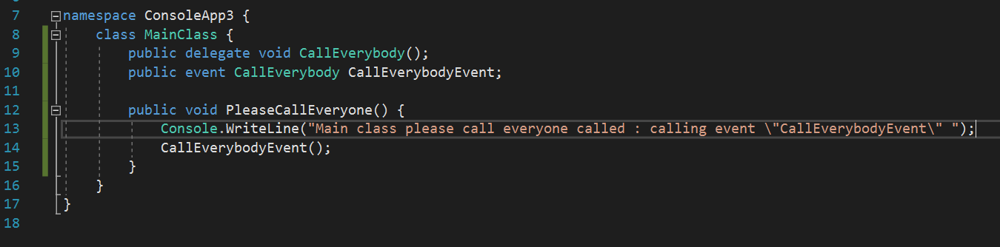 7 namespace ConsoleApp3 {
8 class MainClass {
9 public delegate void CallEverybody();
10 public event CallEverybody CallEverybodyEvent;
11
12 public void PleaseCallEveryone() {
13 Console.WriteLine("Main class please call everyone called : calling event \"CallEverybodyEvent\" ");
14 CallEverybodyEvent();
15 }
16 }
17 }
18